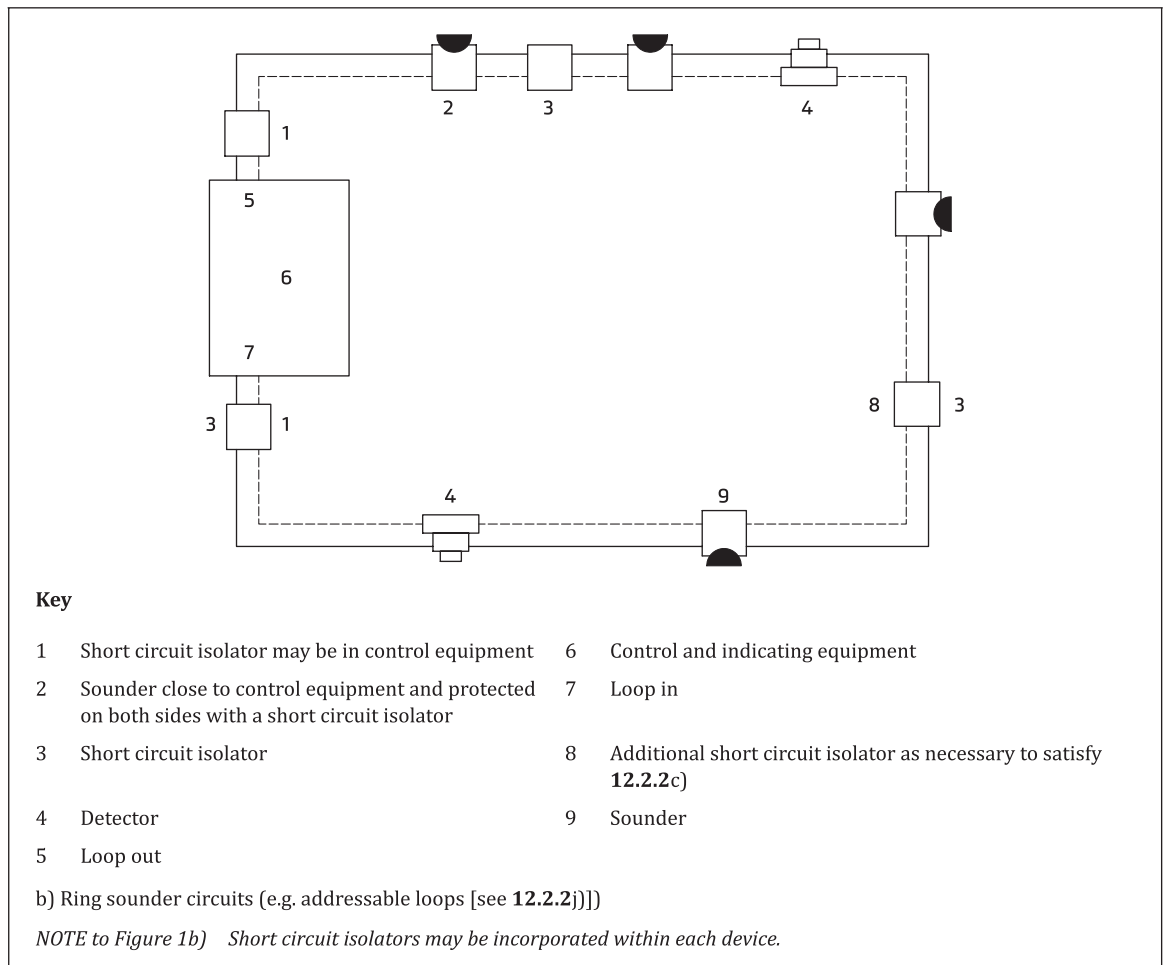 2
3
4
1
5
6
7
3
1
8
3
4
9
Key
1 Short circuit isolator may be in control equipment
6 Control and indicating equipment
2 Sounder close to control equipment and protected
on both sides with a short circuit isolator
7 Loop in
3 Short circuit isolator
8 Additional short circuit isolator as necessary to satisfy
12.2.2c)
4 Detector
9 Sounder
5 Loop out
b) Ring sounder circuits (e.g. addressable loops [see 12.2.2j)])
NOTE to Figure 1b) Short circuit isolators may be incorporated within each device.